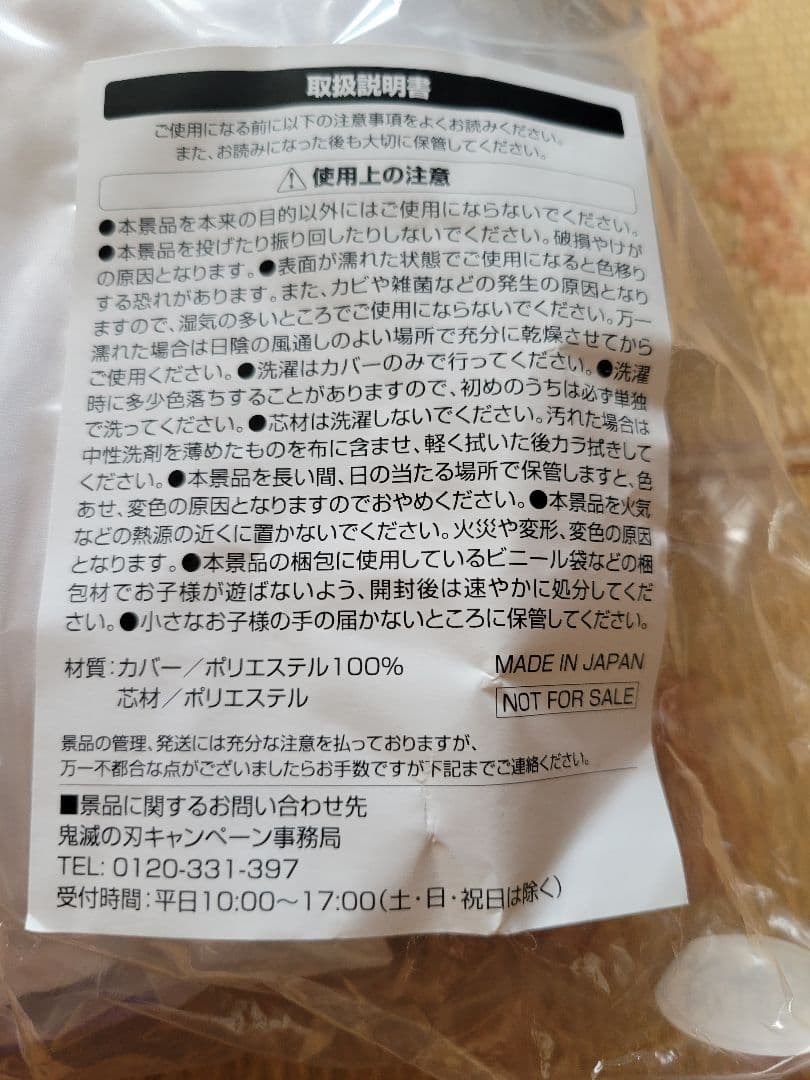 取扱説明書
ご使用になる前に以下の注意事項をよくお読みください。
また、お読みになった後も大切に保管してください。
⚠使用上の注意
●本景品を本来の目的以外にはご使用にならないでください。
●本景品を投げたり振り回したりしないでください。破損やけが
の原因となります。●表面が濡れた状態でご使用になると色移り
する恐れがあります。また、カビや雑菌などの発生の原因となり
ますので、湿気の多いところでご使用にならないでください。万一
濡れた場合は日陰の風通しのよい場所で充分に乾燥させてから
ご使用ください。●洗濯はカバーのみで行ってください。●洗濯
時に多少色落ちすることがありますので、初めのうちは必ず単独
で洗ってください。●芯材は洗濯しないでください。汚れた場合は
中性洗剤を薄めたものを布に含ませ、軽く拭いた後カラ拭きして
ください。●本景品を長い間、日の当たる場所で保管しますと、色
あせ、変色の原因となりますのでおやめください。●本景品を火気
などの熱源の近くに置かないでください。火災や変形、変色の原因
となります。●本景品の梱包に使用しているビニール袋などの梱
包材でお子様が遊ばないよう、開封後は速やかに処分してくだ
さい。●小さなお子様の手の届かないところに保管してください。
材質:カバー/ポリエステル100% MADE IN JAPAN
芯材/ポリエステル NOT FOR SALE
景品の管理、発送には充分な注意を払っておりますが、
万一不都合な点がございましたらお手数ですが下記までご連絡ください。
■景品に関するお問い合わせ先
鬼滅の刃キャンペーン事務局
TEL: 0120-331-397
受付時間:平日10:00〜17:00(土・日・祝日は除く)